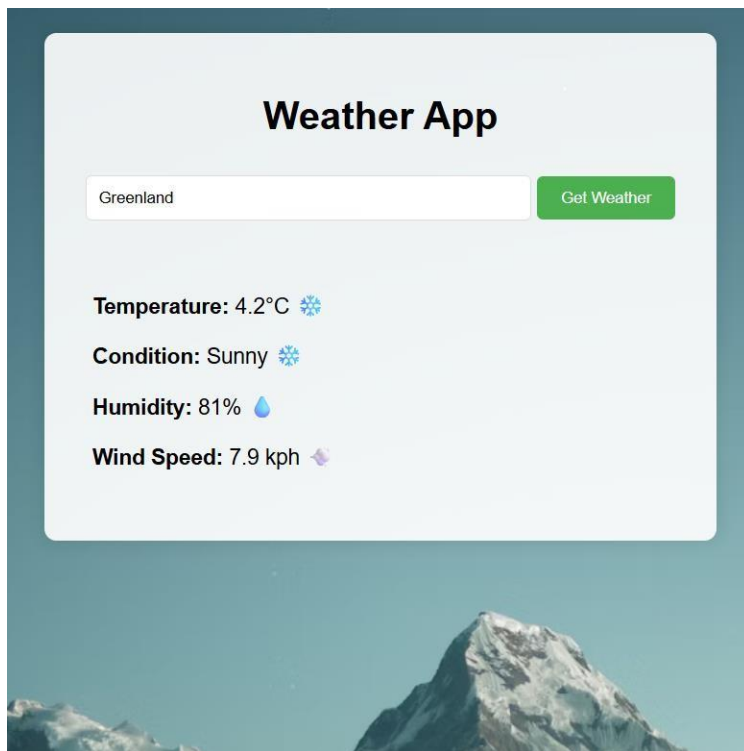 Weather App
Greenland
Get Weather
Temperature: 4.2°C ❄️
Condition: Sunny ❄️
Humidity: 81% 💧
Wind Speed: 7.9 kph